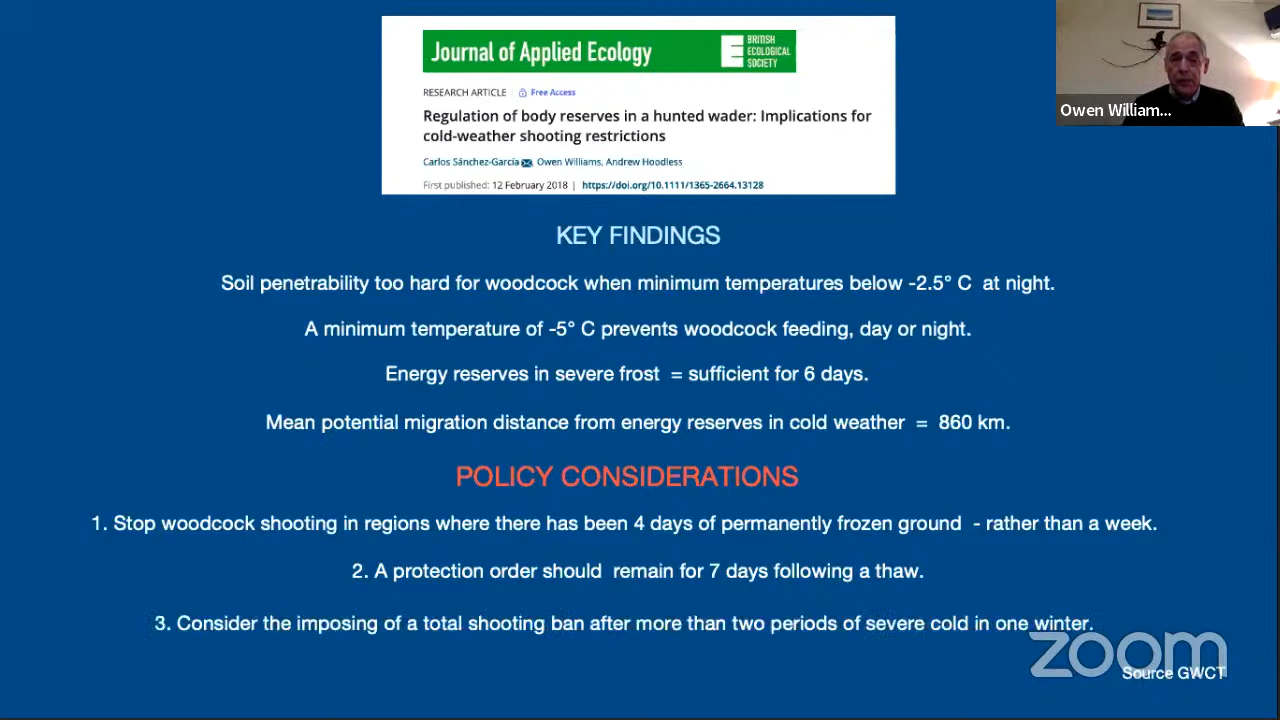 Journal of Applied Ecology
BRITISH
ECOLOGICAL
SOCIETY
RESEARCH ARTICLE Free Access
Regulation of body reserves in a hunted wader: Implications for
cold-weather shooting restrictions
Carlos Sánchez-García, Owen Williams, Andrew Hoodless
First published: 12 February 2018 | https://doi.org/10.1111/1365-2664.13128
Owen William...
KEY FINDINGS
Soil penetrability too hard for woodcock when minimum temperatures below -2.5° C at night.
A minimum temperature of -5° C prevents woodcock feeding, day or night.
Energy reserves in severe frost = sufficient for 6 days.
Mean potential migration distance from energy reserves in cold weather = 860 km.
POLICY CONSIDERATIONS
1. Stop woodcock shooting in regions where there has been 4 days of permanently frozen ground - rather than a week.
2. A protection order should remain for 7 days following a thaw.
3. Consider the imposing of a total shooting ban after more than two periods of severe cold in one winter.
zoom
Source GWCT